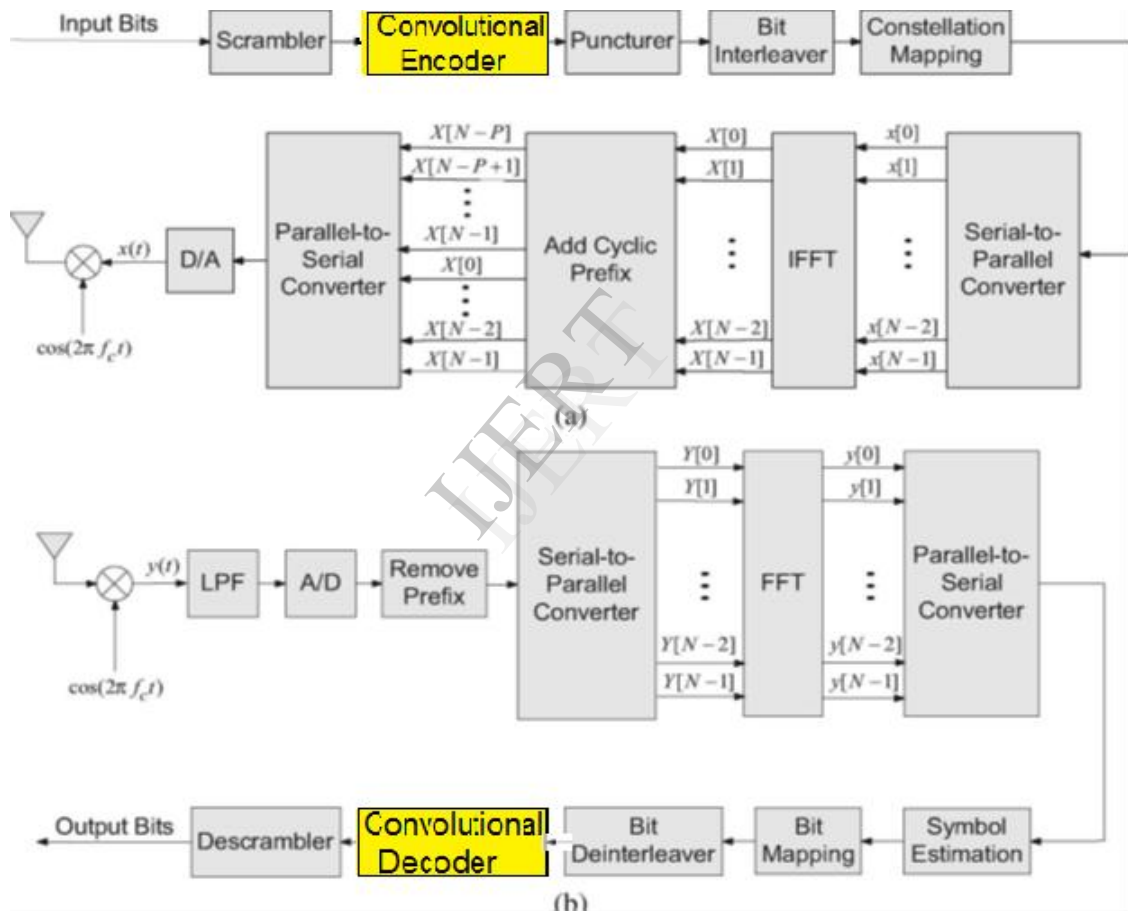 Input Bits
Scrambler
Convolutional
Encoder
Puncturer
Bit
Interleaver
Constellation
Mapping
X[N-P]
X[N-P+1]
X[N-1]
X[0]
X[N-2]
X[N-1]
X[0]
X[1]
X[N-2]
X[N-1]
x[0]
x[1]
x[N-2]
x[N-1]
x(t)
D/A
Parallel-to-
Serial
Converter
Add Cyclic
Prefix
IFFT
Serial-to-
Parallel
Converter
cos(2π f_c t)
(a)
IJERT
Y[0]
Y[1]
Y[N-2]
Y[N-1]
y[0]
y[1]
y[N-2]
y[N-1]
y(t)
LPF
A/D
Remove
Prefix
Serial-to-
Parallel
Converter
FFT
Parallel-to-
Serial
Converter
cos(2π f_c t)
Output Bits
Descrambler
Convolutional
Decoder
Bit
Deinterleaver
Bit
Mapping
Symbol
Estimation
(b)